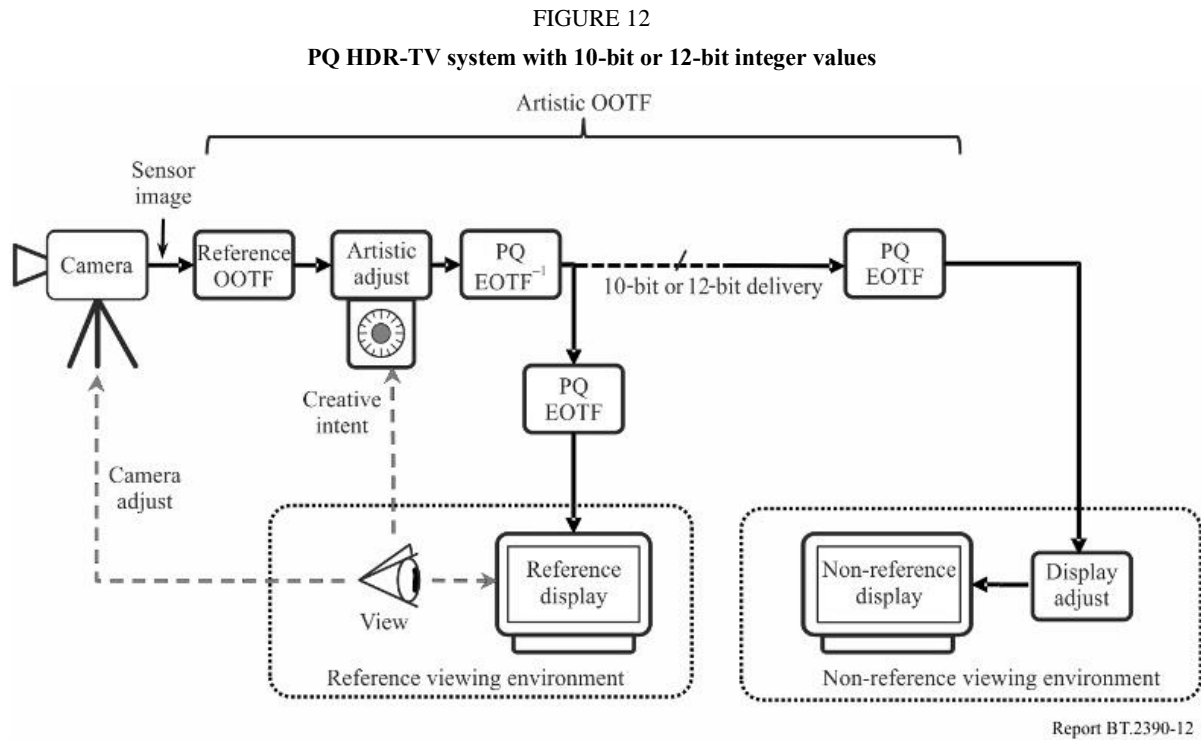 FIGURE 12
PQ HDR-TV system with 10-bit or 12-bit integer values
Artistic OOTF
Sensor
image
Camera
Reference
OOTF
Artistic
adjust
PQ
EOTF⁻¹
10-bit or 12-bit delivery
PQ
EOTF
PQ
EOTF
Creative
intent
Camera
adjust
View
Reference
display
Reference viewing environment
Non-reference
display
Display
adjust
Non-reference viewing environment
Report BT.2390-12